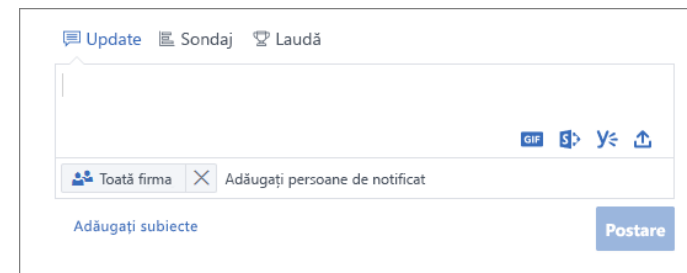 Update Sondaj Laudă
GIF
Toată firma Adăugați persoane de notificat
Adăugați subiecte Postare